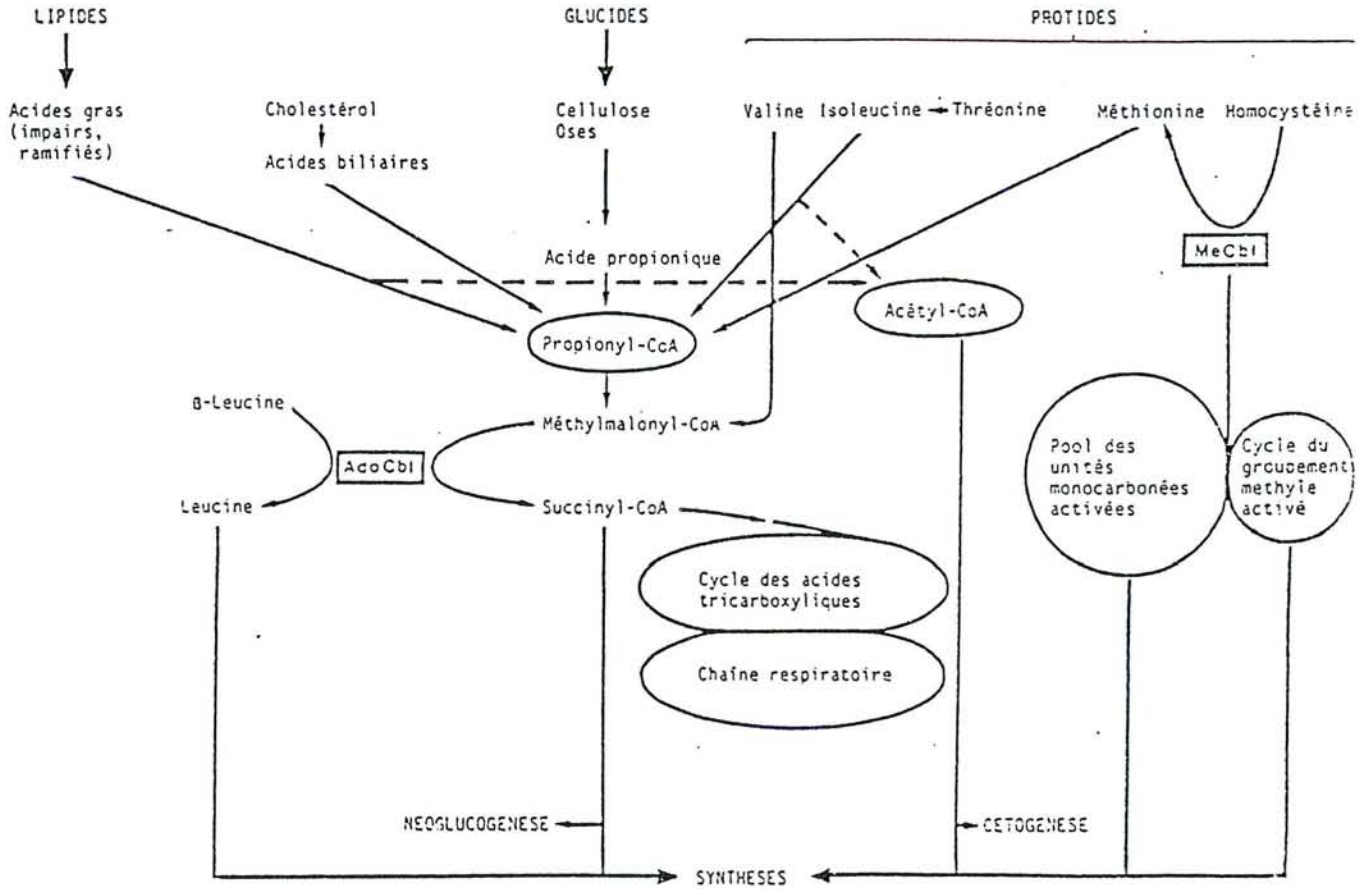 LIPIDES
GLUCIDES
PROTIDES
Acides gras
(impairs,
ramifiés)
Cholestérol
Acides biliaires
Cellulose
Oses
Valine
Isoleucine
Thréonine
Méthionine
Homocystéine
Acide propionique
MeCbl
Acétyl-CoA
Propionyl-CoA
β-Leucine
Méthylmalonyl-CoA
AdoCbl
Leucine
Succinyl-CoA
Pool des
unités
monocarbonées
activées
Cycle du
groupement
methyle
activé
Cycle des acides
tricarboxyliques
Chaîne respiratoire
NEOGLUCOGENESE
CETOGENESE
SYNTHESES